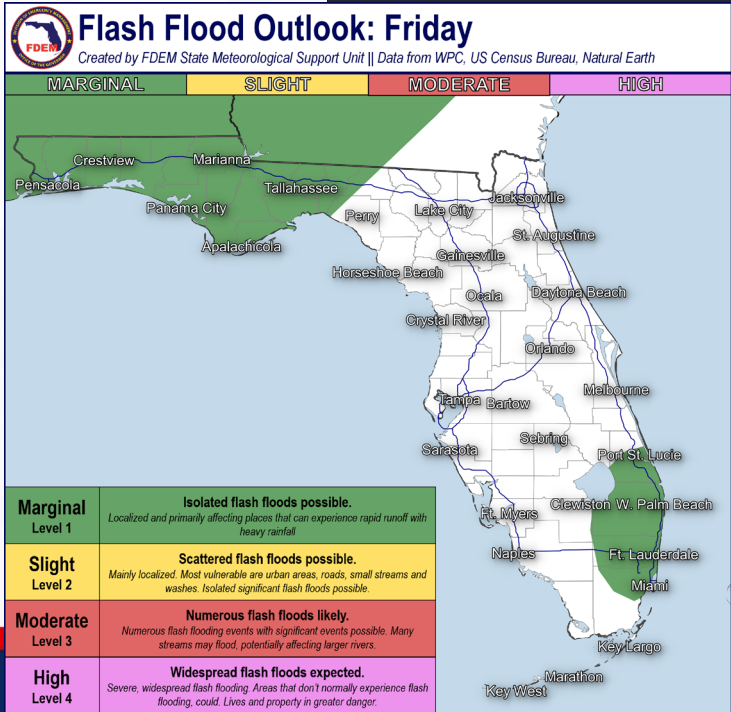 Flash Flood Outlook: Friday
FDEM
Created by FDEM State Meteorological Support Unit || Data from WPC, US Census Bureau, Natural Earth
MARGINAL
SLIGHT
MODERATE
HIGH
Crestview
Marianna
Pensacola
Tallahassee
Panama City
Apalachicola
Perry
Lake City
Jacksonville
St. Augustine
Gainesville
Horseshoe Beach
Ocala
Daytona Beach
Crystal River
Orlando
Melbourne
Tampa
Bartow
Sebring
Sarasota
Port St. Lucie
Clewiston
W. Palm Beach
Ft. Myers
Naples
Ft. Lauderdale
Miami
Key Largo
Marathon
Key West
Marginal
Level 1
Isolated flash floods possible.
Localized and primarily affecting places that can experience rapid runoff with
heavy rainfall
Slight
Level 2
Scattered flash floods possible.
Mainly localized. Most vulnerable are urban areas, roads, small streams and
washes. Isolated significant flash floods possible.
Moderate
Level 3
Numerous flash floods likely.
Numerous flash flooding events with significant events possible. Many
streams may flood, potentially affecting larger rivers.
High
Level 4
Widespread flash floods expected.
Severe, widespread flash flooding. Areas that don't normally experience flash
flooding, could. Lives and property in greater danger.